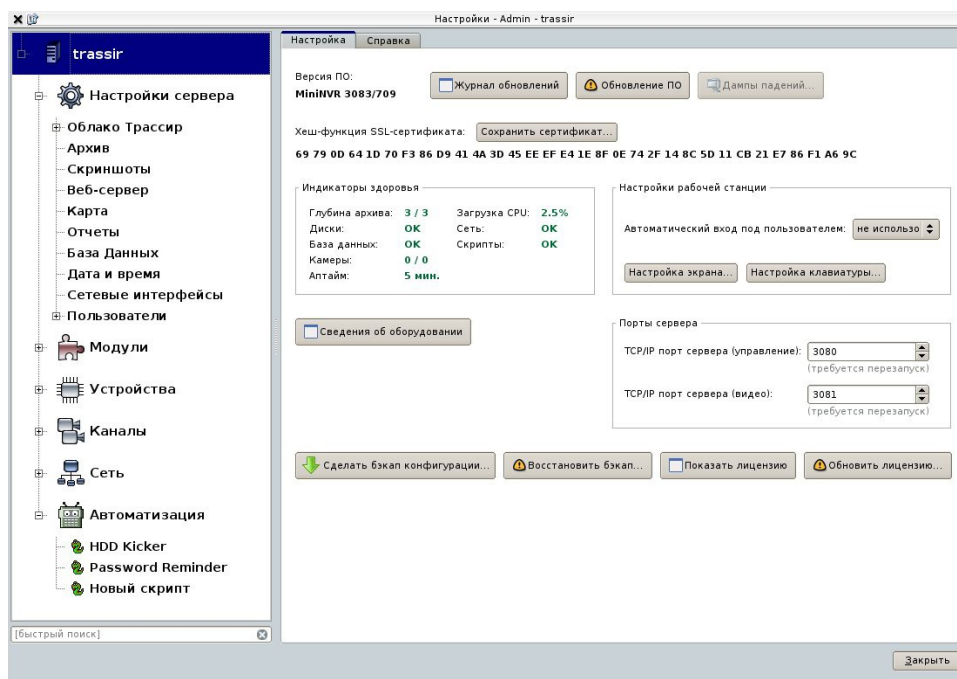 Настройки - Admin - trassir
trassir
Настройки сервера
Облако Трассир
Архив
Скриншоты
Веб-сервер
Карта
Отчеты
База Данных
Дата и время
Сетевые интерфейсы
Пользователи
Модули
Устройства
Каналы
Сеть
Автоматизация
HDD Kicker
Password Reminder
Новый скрипт
[быстрый поиск]
Настройка Справка
Версия ПО:
MiniNVR 3083/709
Журнал обновлений Обновление ПО Дампы падений...
Хеш-функция SSL-сертификата: Сохранить сертификат...
69 79 0D 64 1D 70 F3 86 D9 41 4A 3D 45 EE EF E4 1E 8F 0E 74 2F 14 8C 5D 11 CB 21 E7 86 F1 A6 9C
Индикаторы здоровья
Глубина архива: 3 / 3 Загрузка CPU: 2.5%
Диски: OK Сеть: OK
База данных: OK Скрипты: OK
Камеры: 0 / 0
Аптайм: 5 мин.
Настройки рабочей станции
Автоматический вход под пользователем: не использо
Настройка экрана... Настройка клавиатуры...
Сведения об оборудовании
Порты сервера
TCP/IP порт сервера (управление): 3080
(требуется перезапуск)
TCP/IP порт сервера (видео): 3081
(требуется перезапуск)
Сделать бэкап конфигурации... Восстановить бэкап... Показать лицензию Обновить лицензию...
Закрыть